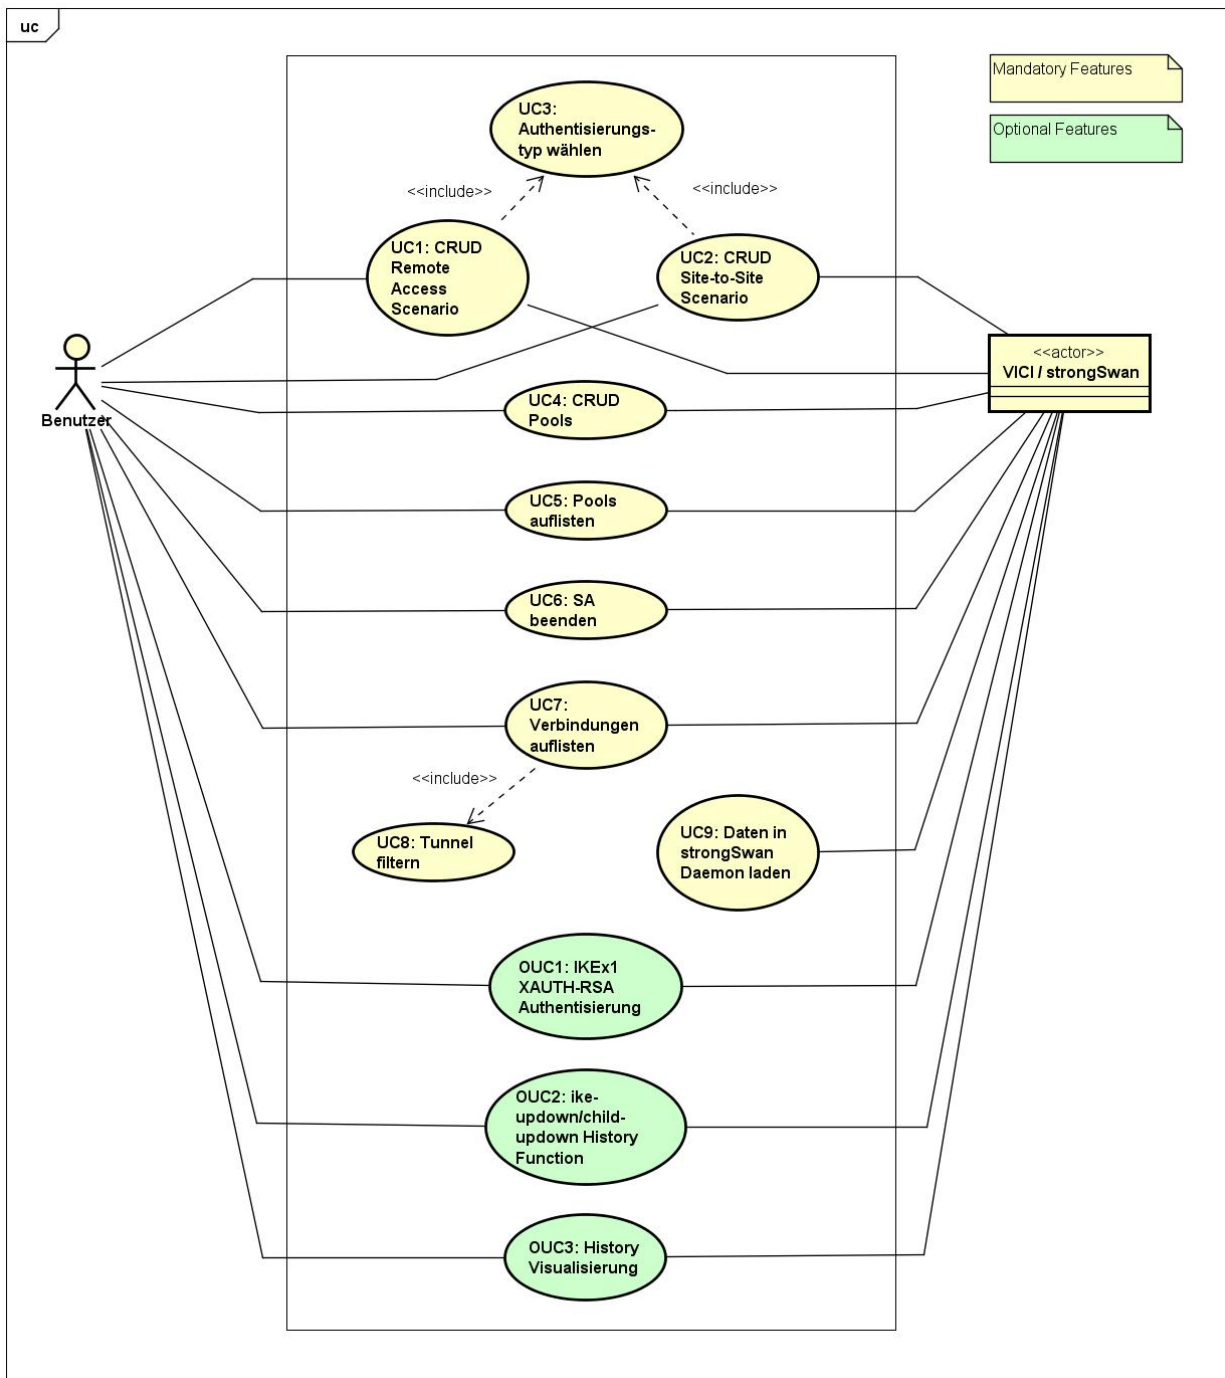 uc
Mandatory Features
Optional Features
UC3:
Authentisierungs-
typ wählen
<<include>>
<<include>>
UC1: CRUD
Remote
Access
Scenario
UC2: CRUD
Site-to-Site
Scenario
<<actor>>
VICI / strongSwan
Benutzer
UC4: CRUD
Pools
UC5: Pools
auflisten
UC6: SA
beenden
UC7:
Verbindungen
auflisten
<<include>>
UC8: Tunnel
filtern
UC9: Daten in
strongSwan
Daemon laden
OUC1: IKEx1
XAUTH-RSA
Authentisierung
OUC2: ike-
updown/child-
updown History
Function
OUC3: History
Visualisierung